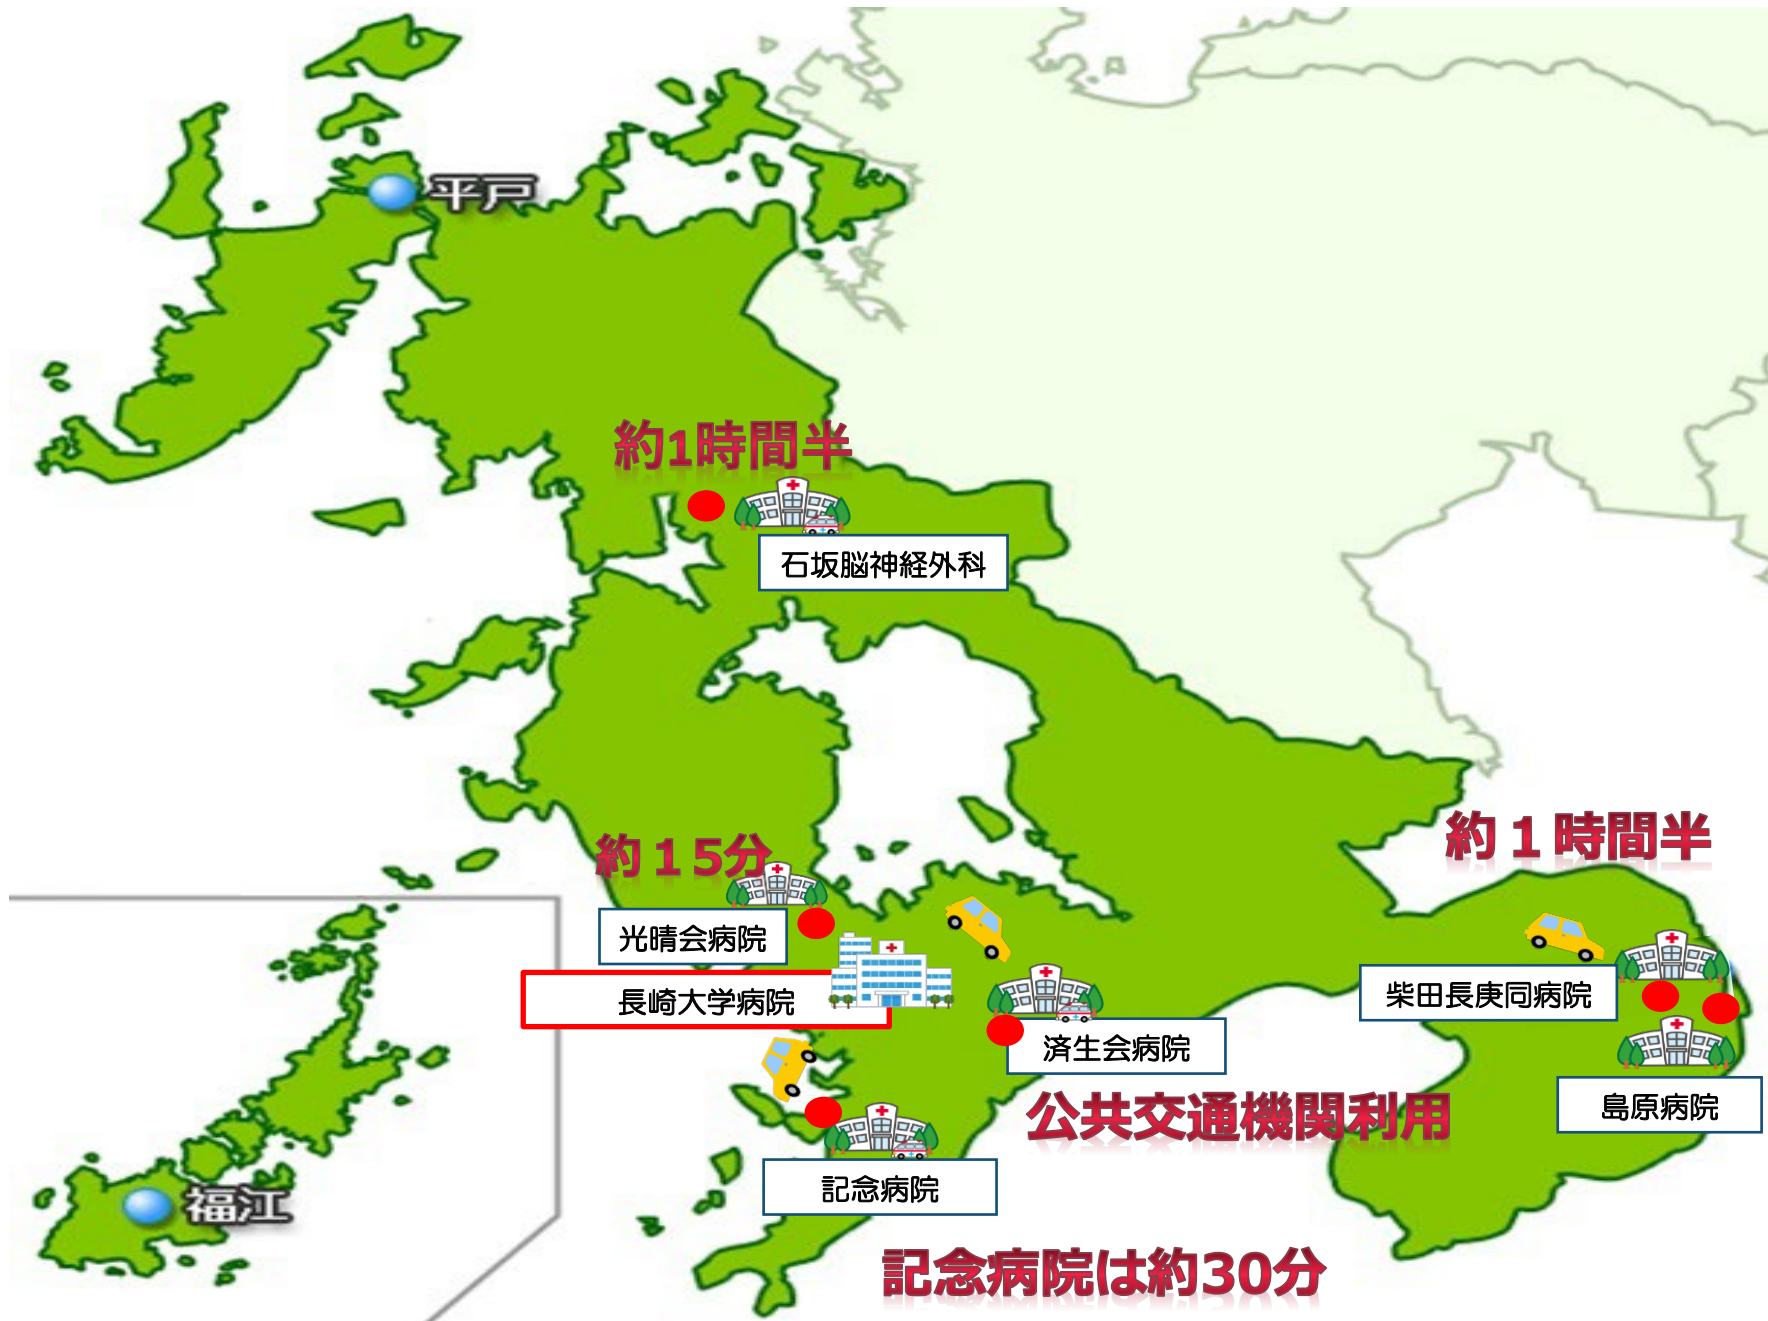 平戸
約1時間半
石坂脳神経外科
約１５分
約１時間半
光晴会病院
長崎大学病院
柴田長庚同病院
済生会病院
島原病院
公共交通機関利用
記念病院
福江
記念病院は約30分